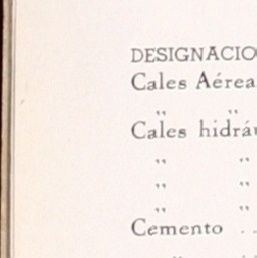 DESIGNACIO
Cales Aérea
" "
Cales hidráu
" "
" "
" "
Cemento . .